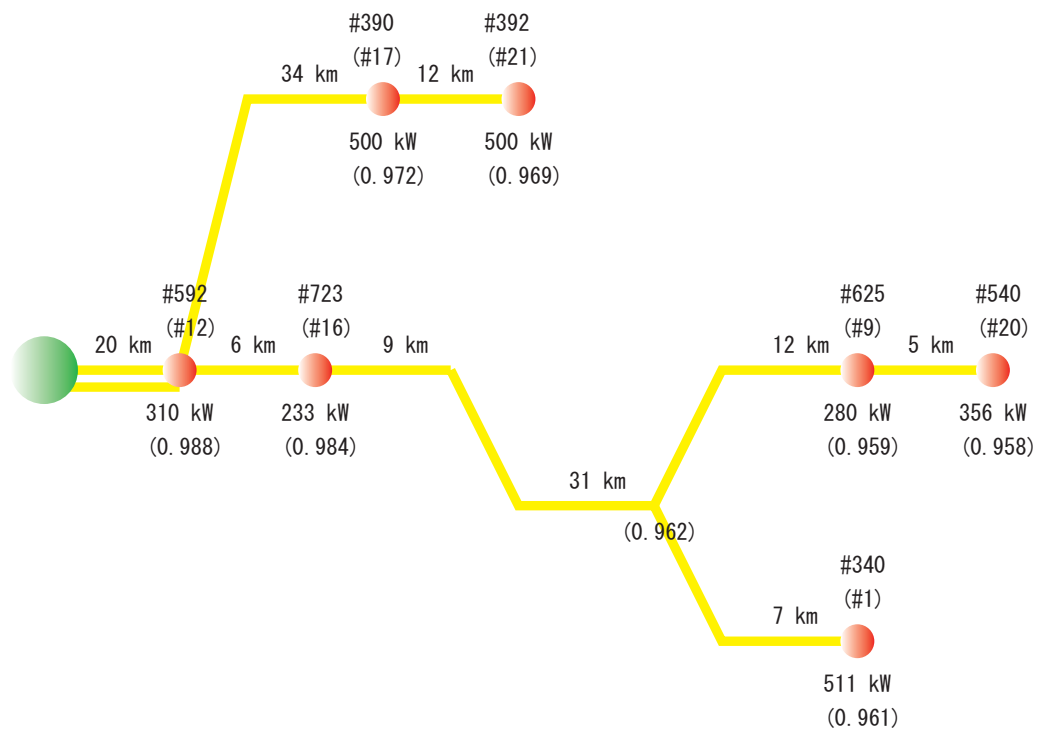 #390 #392
(#17) (#21)
34 km 12 km
500 kW 500 kW
(0.972) (0.969)
#592 #723 #625 #540
(#12) (#16) (#9) (#20)
20 km 6 km 9 km 12 km 5 km
310 kW 233 kW 280 kW 356 kW
(0.988) (0.984) (0.959) (0.958)
31 km
(0.962)
#340
(#1)
7 km
511 kW
(0.961)